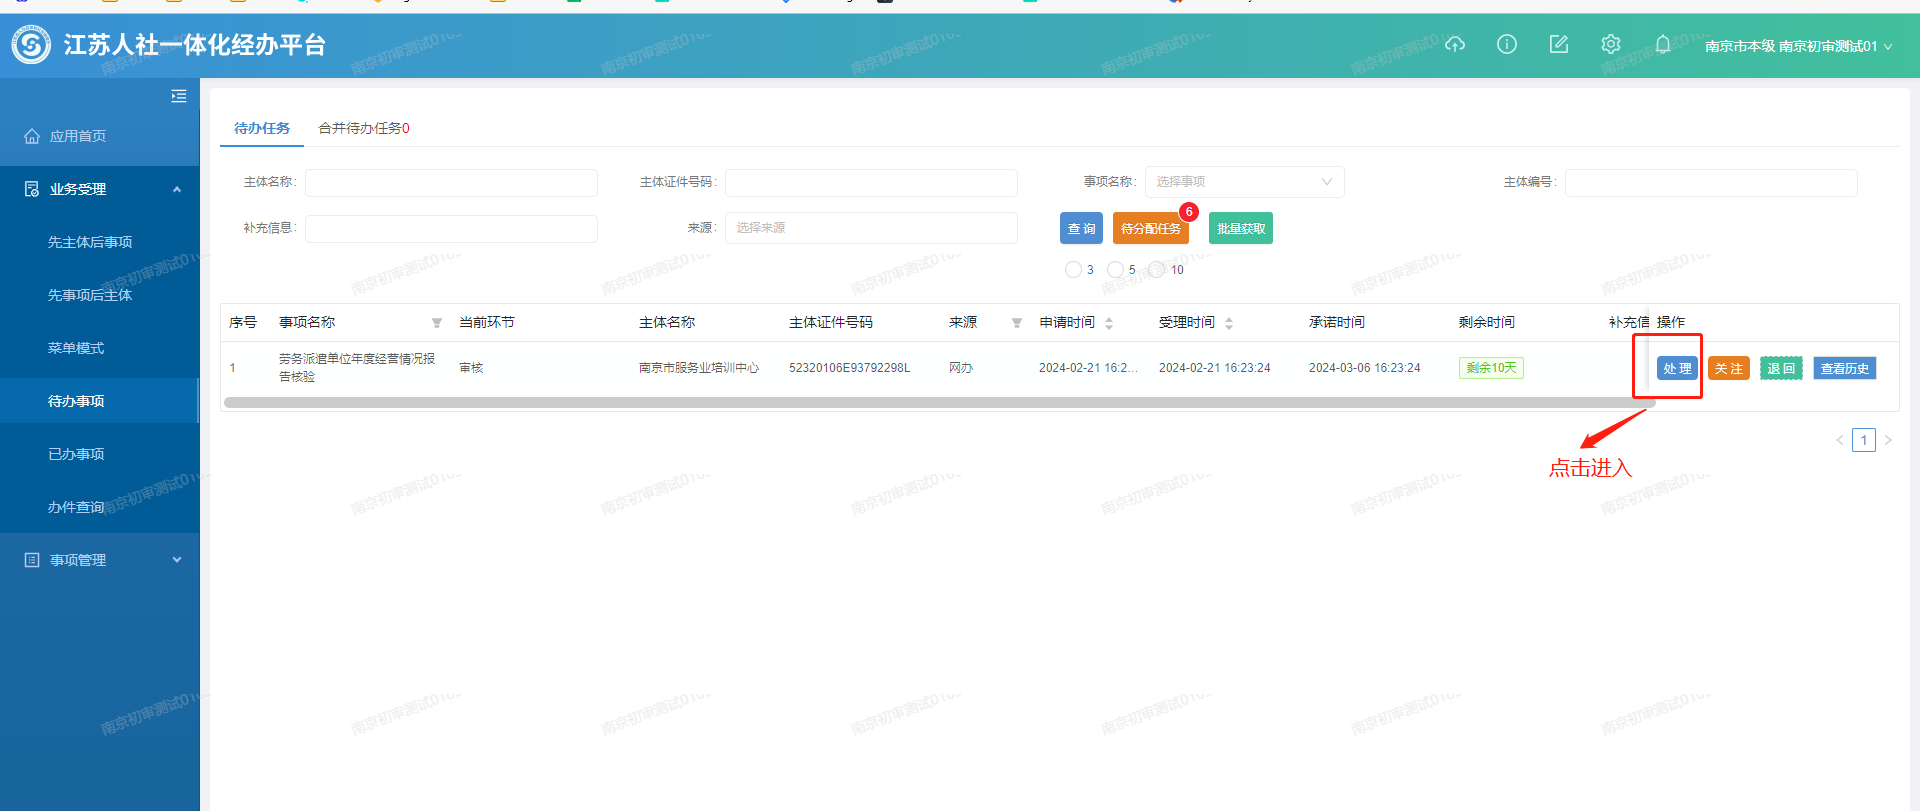 江苏人社一体化经办平台
南京市本级 南京初审测试01
应用首页
业务受理
先主体后事项
先事项后主体
菜单模式
待办事项
已办事项
办件查询
事项管理
待办任务 合并待办任务0
主体名称: 主体证件号码: 事项名称: 选择事项 主体编号:
补充信息: 来源: 选择来源 查 询 待分配任务 6 批量获取
3 5 10
序号 事项名称 当前环节 主体名称 主体证件号码 来源 申请时间 受理时间 承诺时间 剩余时间 补充信 操作
1 劳务派遣单位年度经营情况报 审核 南京市服务业培训中心 52320106E93792298L 网办 2024-02-21 16:2... 2024-02-21 16:23:24 2024-03-06 16:23:24 剩余10天 处 理 关 注 退 回 查看历史
告核验
1
点击进入